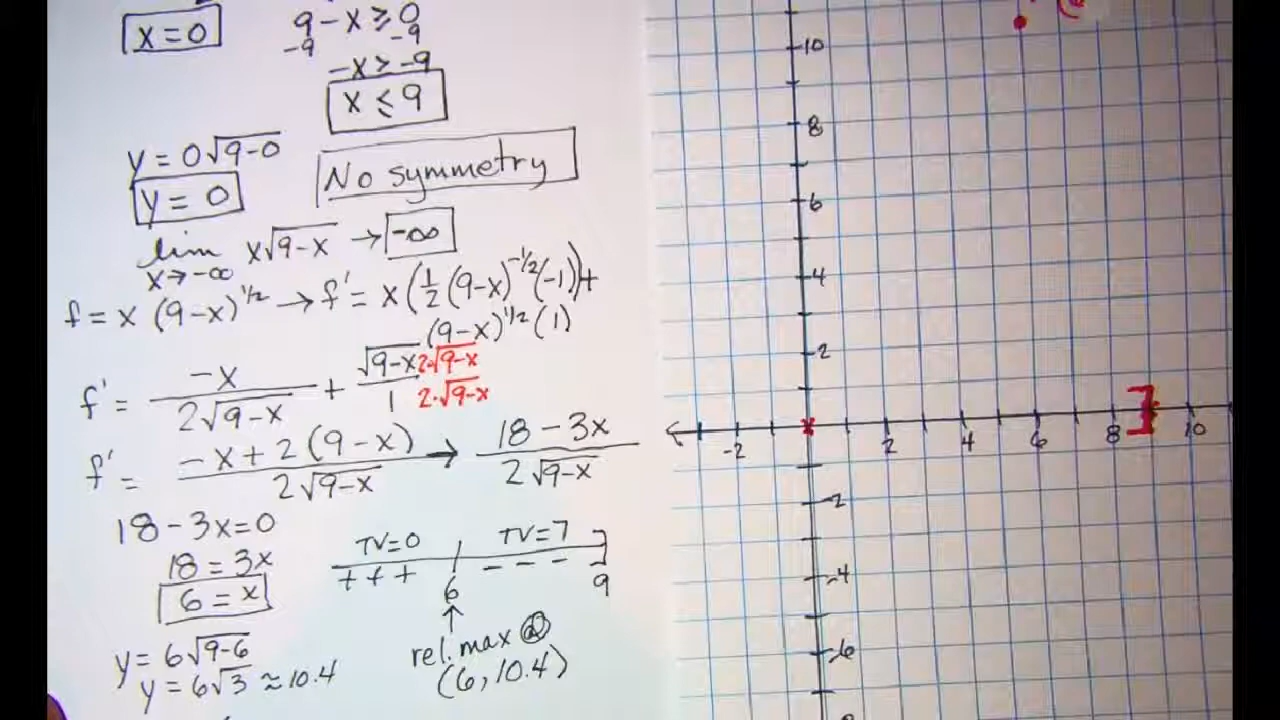 x = 0
9 - x ≥ 0
-9 -9
-x ≥ -9
x ≤ 9
y = 0√9-0
y = 0
No symmetry
lim x→-∞ x√9-x → -∞
f = x (9-x)^1/2 → f' = x (1/2 (9-x)^-1/2 (-1)) +
(9-x)^1/2 (1)
f' = -x / 2√9-x + √9-x / 1 2·√9-x / 2·√9-x
f' = -x + 2 (9-x) / 2√9-x → 18 - 3x / 2√9-x
18 - 3x = 0
18 = 3x
6 = x
TV=0 TV=7
+ + + - - -
6 9
↑
rel. max @
(6, 10.4)
y = 6√9-6
y = 6√3 ≈ 10.4
10
8
6
4
2
-2 2 4 6 8 10
-2
-4
-6